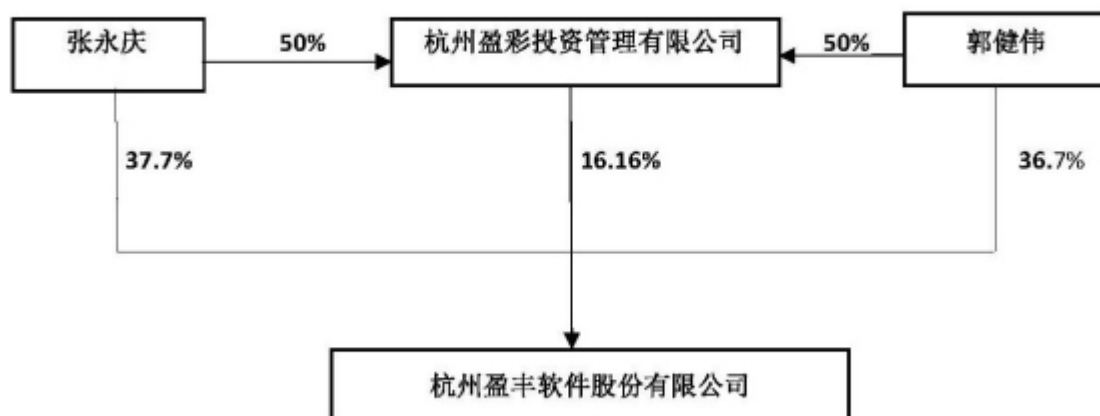 张永庆
50%
杭州盈彩投资管理有限公司
50%
郭健伟
37.7%
16.16%
36.7%
杭州盈丰软件股份有限公司